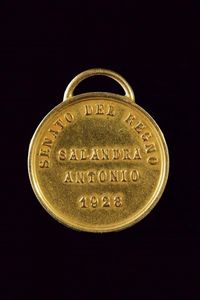 SENATO DEL REGNO
SALANDRA
ANTONIO
1928